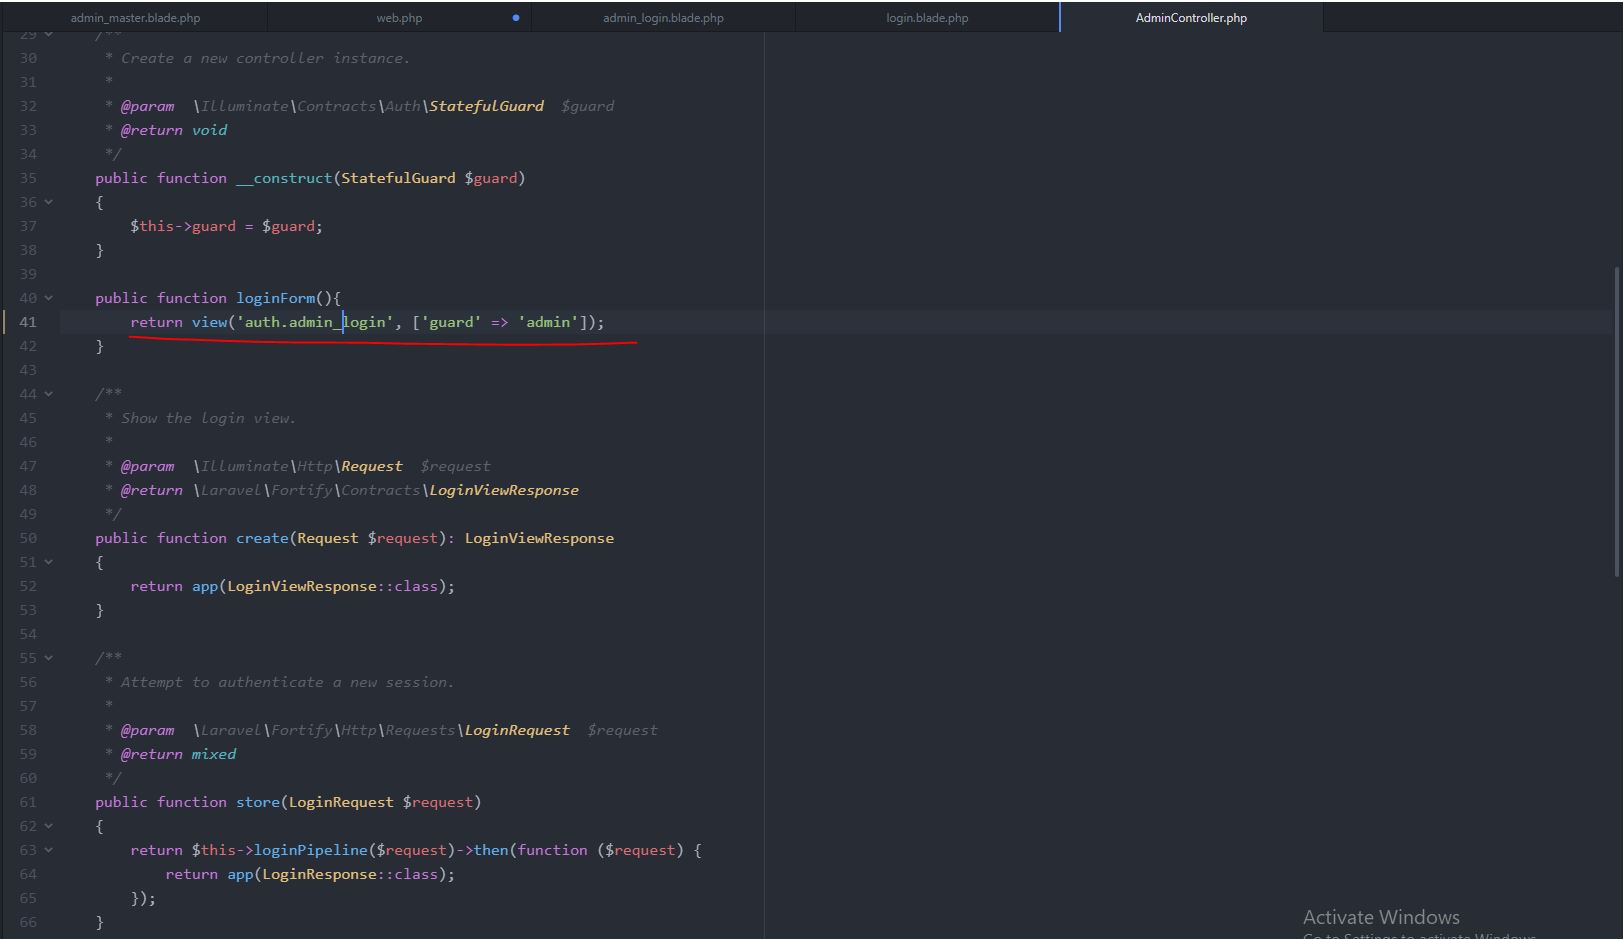 admin_master.blade.php web.php admin_login.blade.php login.blade.php AdminController.php
29 /**
30 * Create a new controller instance.
31 *
32 * @param  \Illuminate\Contracts\Auth\StatefulGuard  $guard
33 * @return void
34 */
35 public function __construct(StatefulGuard $guard)
36 {
37 $this->guard = $guard;
38 }
39
40 public function loginForm(){
41 return view('auth.admin_login', ['guard' => 'admin']);
42 }
43
44 /**
45 * Show the login view.
46 *
47 * @param  \Illuminate\Http\Request  $request
48 * @return \Laravel\Fortify\Contracts\LoginViewResponse
49 */
50 public function create(Request $request): LoginViewResponse
51 {
52 return app(LoginViewResponse::class);
53 }
54
55 /**
56 * Attempt to authenticate a new session.
57 *
58 * @param  \Laravel\Fortify\Http\Requests\LoginRequest  $request
59 * @return mixed
60 */
61 public function store(LoginRequest $request)
62 {
63 return $this->loginPipeline($request)->then(function ($request) {
64 return app(LoginResponse::class);
65 });
66 }
Activate Windows
Go to Settings to activate Windows.